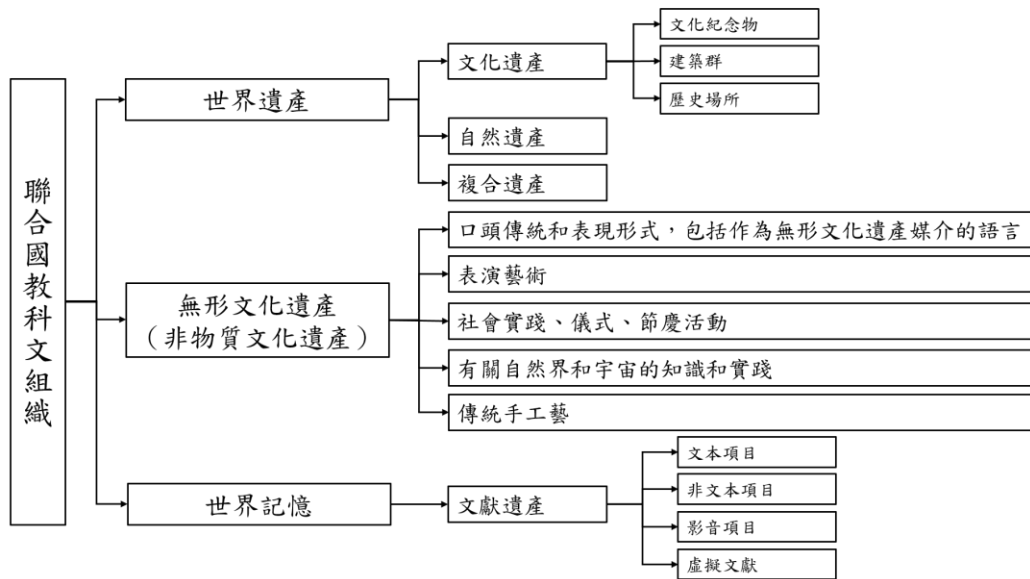 聯合國教科文組織
世界遺產
文化遺產
文化紀念物
建築群
歷史場所
自然遺產
複合遺產
無形文化遺產
（非物質文化遺產）
口頭傳統和表現形式，包括作為無形文化遺產媒介的語言
表演藝術
社會實踐、儀式、節慶活動
有關自然界和宇宙的知識和實踐
傳統手工藝
世界記憶
文獻遺產
文本項目
非文本項目
影音項目
虛擬文獻